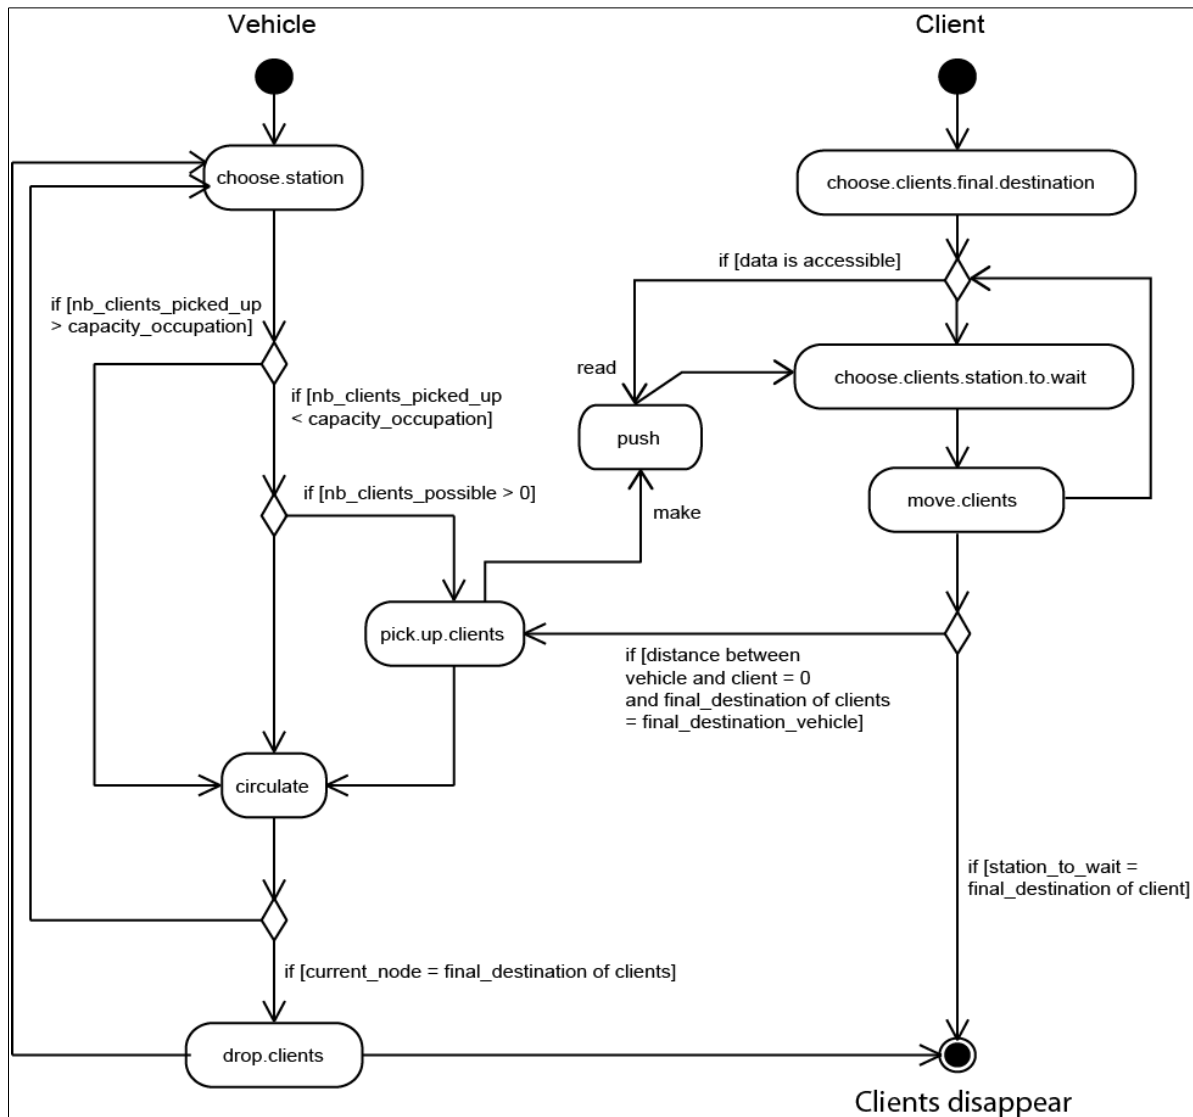 Vehicle
Client
choose.station
choose.clients.final.destination
if [data is accessible]
if [nb_clients_picked_up
> capacity_occupation]
read
choose.clients.station.to.wait
if [nb_clients_picked_up
< capacity_occupation]
push
if [nb_clients_possible > 0]
make
move.clients
pick.up.clients
if [distance between
vehicle and client = 0
and final_destination of clients
= final_destination_vehicle]
circulate
if [station_to_wait =
final_destination of client]
if [current_node = final_destination of clients]
drop.clients
Clients disappear